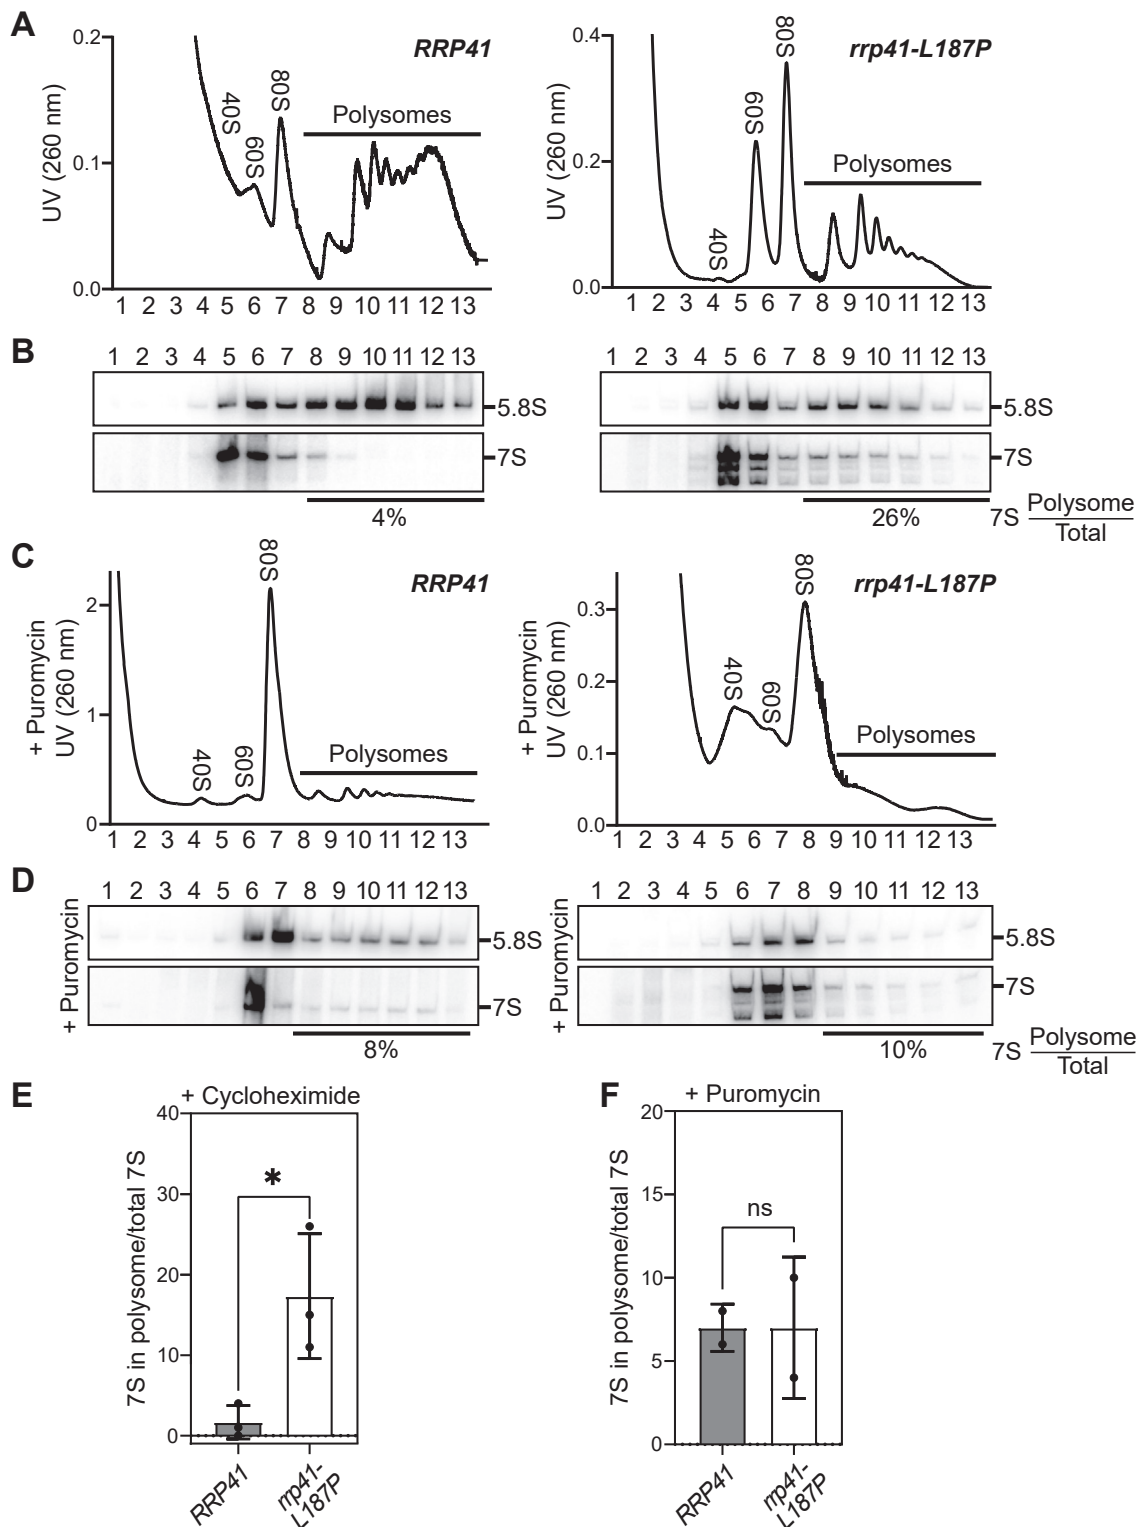 A
RRP41
rrp41-L187P
UV (260 nm)
0.2
0.1
0.0
40S
60S
80S
Polysomes
1 2 3 4 5 6 7 8 9 10 11 12 13
UV (260 nm)
0.4
0.2
0.0
40S
60S
80S
Polysomes
1 2 3 4 5 6 7 8 9 10 11 12 13
B
1 2 3 4 5 6 7 8 9 10 11 12 13
5.8S
7S
4%
1 2 3 4 5 6 7 8 9 10 11 12 13
5.8S
7S
26%
7S Polysome
Total
C
RRP41
rrp41-L187P
+ Puromycin
UV (260 nm)
2
1
0
40S
60S
80S
Polysomes
1 2 3 4 5 6 7 8 9 10 11 12 13
+ Puromycin
UV (260 nm)
0.3
0.2
0.1
0.0
40S
60S
80S
Polysomes
1 2 3 4 5 6 7 8 9 10 11 12 13
D
+ Puromycin
1 2 3 4 5 6 7 8 9 10 11 12 13
5.8S
7S
8%
+ Puromycin
1 2 3 4 5 6 7 8 9 10 11 12 13
5.8S
7S
10%
7S Polysome
Total
E
+ Cycloheximide
7S in polysome/total 7S
40
30
20
10
0
*
RRP41
rrp41-
L187P
F
+ Puromycin
7S in polysome/total 7S
20
15
10
5
0
ns
RRP41
rrp41-
L187P